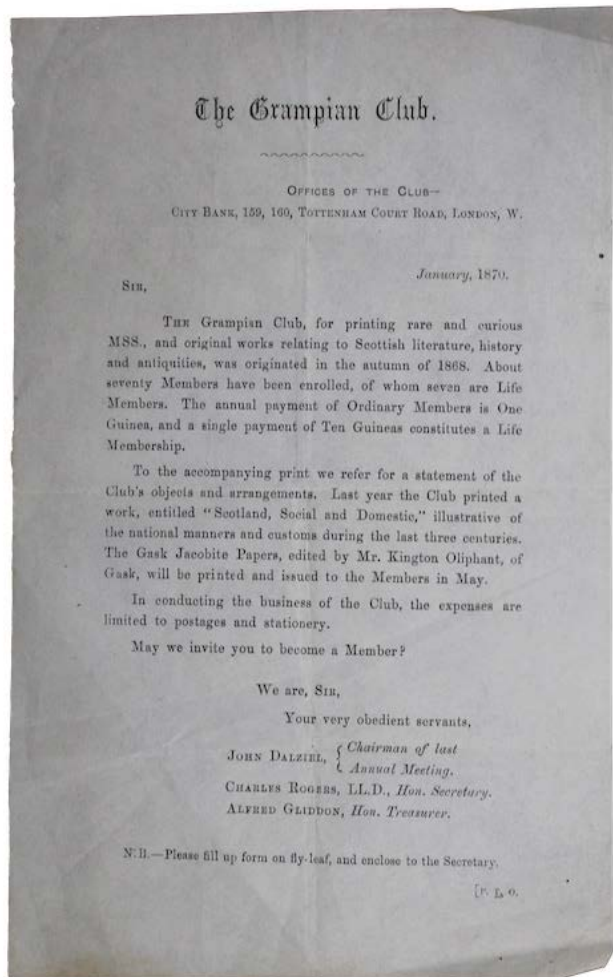 The Grampian Club.
OFFICES OF THE CLUB—
CITY BANK, 159, 160, TOTTENHAM COURT ROAD, LONDON, W.
January, 1870.
SIR,
THE Grampian Club, for printing rare and curious
MSS., and original works relating to Scottish literature, history
and antiquities, was originated in the autumn of 1868. About
seventy Members have been enrolled, of whom seven are Life
Members. The annual payment of Ordinary Members is One
Guinea, and a single payment of Ten Guineas constitutes a Life
Membership.
To the accompanying print we refer for a statement of the
Club's objects and arrangements. Last year the Club printed a
work, entitled "Scotland, Social and Domestic," illustrative of
the national manners and customs during the last three centuries.
The Gask Jacobite Papers, edited by Mr. Kington Oliphant, of
Gask, will be printed and issued to the Members in May.
In conducting the business of the Club, the expenses are
limited to postages and stationery.
May we invite you to become a Member?
We are, SIR,
Your very obedient servants,
JOHN DALZIEL, { Chairman of last
Annual Meeting.
CHARLES ROGERS, LL.D., Hon. Secretary.
ALFRED GLIDDON, Hon. Treasurer.
N.B.—Please fill up form on fly-leaf, and enclose to the Secretary.